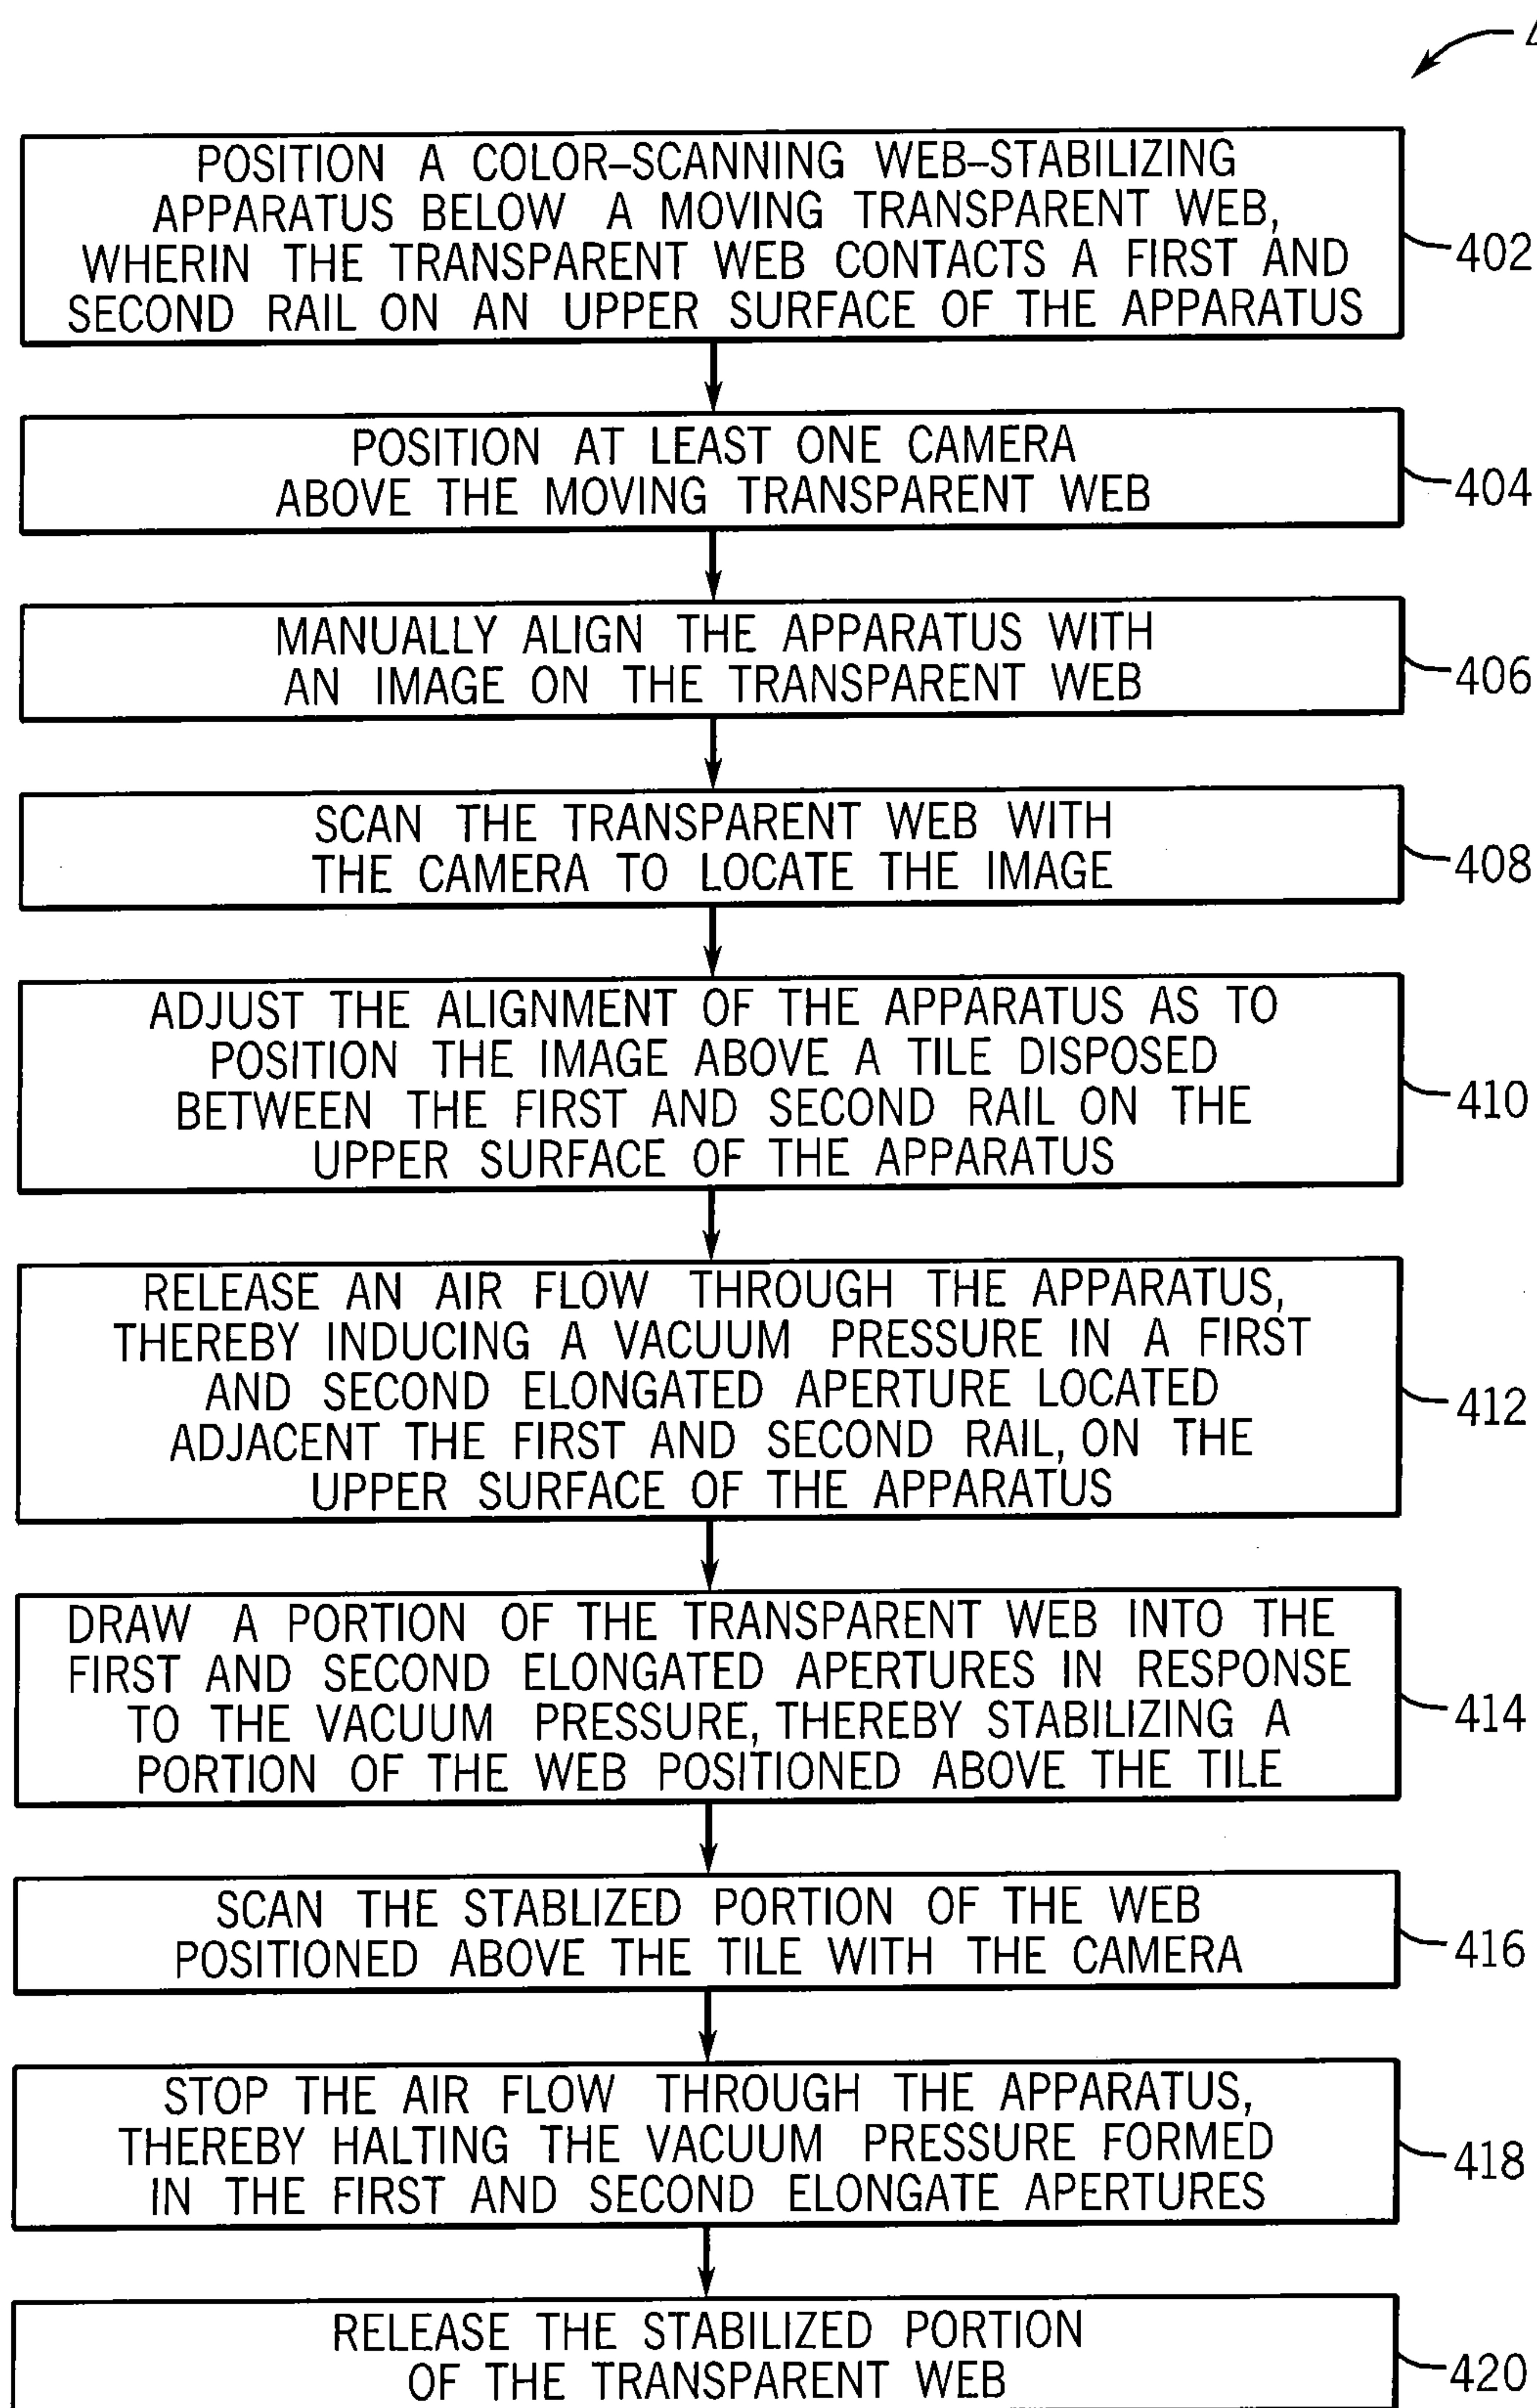 POSITION A COLOR–SCANNING WEB–STABILIZING
APPARATUS BELOW A MOVING TRANSPARENT WEB,
WHERIN THE TRANSPARENT WEB CONTACTS A FIRST AND
SECOND RAIL ON AN UPPER SURFACE OF THE APPARATUS
402
POSITION AT LEAST ONE CAMERA
ABOVE THE MOVING TRANSPARENT WEB
404
MANUALLY ALIGN THE APPARATUS WITH
AN IMAGE ON THE TRANSPARENT WEB
406
SCAN THE TRANSPARENT WEB WITH
THE CAMERA TO LOCATE THE IMAGE
408
ADJUST THE ALIGNMENT OF THE APPARATUS AS TO
POSITION THE IMAGE ABOVE A TILE DISPOSED
BETWEEN THE FIRST AND SECOND RAIL ON THE
UPPER SURFACE OF THE APPARATUS
410
RELEASE AN AIR FLOW THROUGH THE APPARATUS,
THEREBY INDUCING A VACUUM PRESSURE IN A FIRST
AND SECOND ELONGATED APERTURE LOCATED
ADJACENT THE FIRST AND SECOND RAIL, ON THE
UPPER SURFACE OF THE APPARATUS
412
DRAW A PORTION OF THE TRANSPARENT WEB INTO THE
FIRST AND SECOND ELONGATED APERTURES IN RESPONSE
TO THE VACUUM PRESSURE, THEREBY STABILIZING A
PORTION OF THE WEB POSITIONED ABOVE THE TILE
414
SCAN THE STABLIZED PORTION OF THE WEB
POSITIONED ABOVE THE TILE WITH THE CAMERA
416
STOP THE AIR FLOW THROUGH THE APPARATUS,
THEREBY HALTING THE VACUUM PRESSURE FORMED
IN THE FIRST AND SECOND ELONGATE APERTURES
418
RELEASE THE STABILIZED PORTION
OF THE TRANSPARENT WEB
420